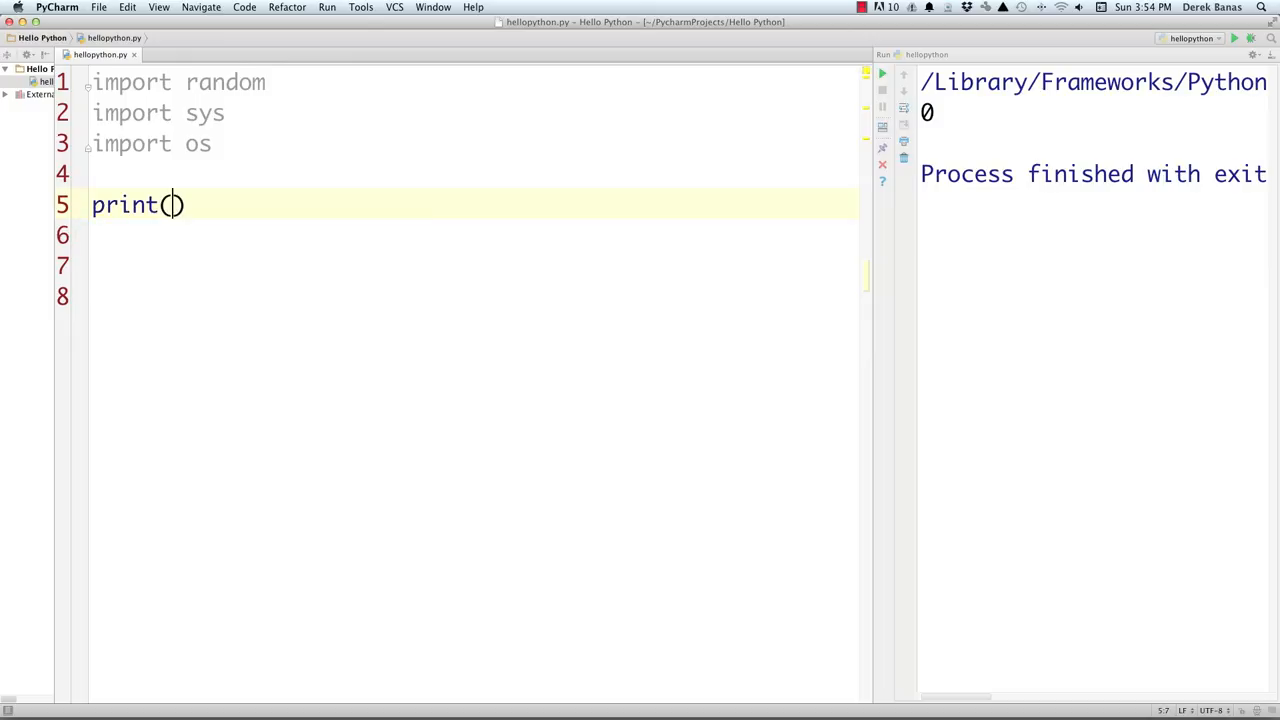 PyCharm File Edit View Navigate Code Refactor Run Tools VCS Window Help 10 Sun 3:54 PM Derek Banas
hellopython.py – Hello Python – [~/PycharmProjects/Hello Python]
Hello Python hellopython.py hellopython
hellopython.py Run hellopython
Hello P
hell
Externa
1 import random
2 import sys
3 import os
4
5 print()
6
7
8
/Library/Frameworks/Python
0
Process finished with exit
5:7 LF UTF-8